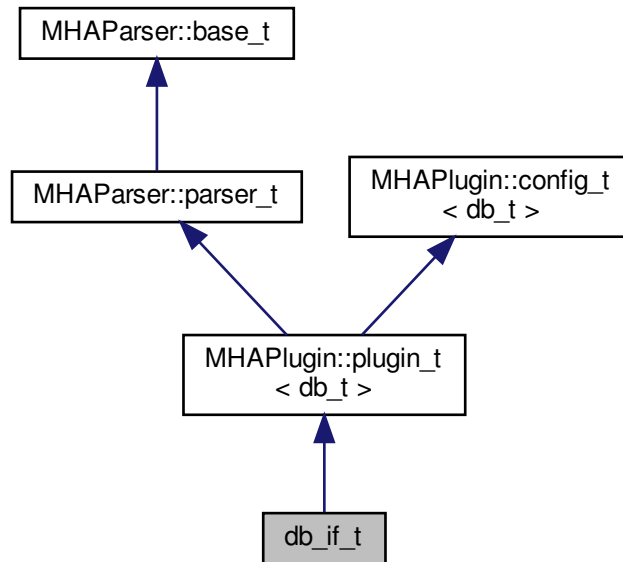 MHAParser::base_t
MHAParser::parser_t
MHAPlugin::config_t
< db_t >
MHAPlugin::plugin_t
< db_t >
db_if_t